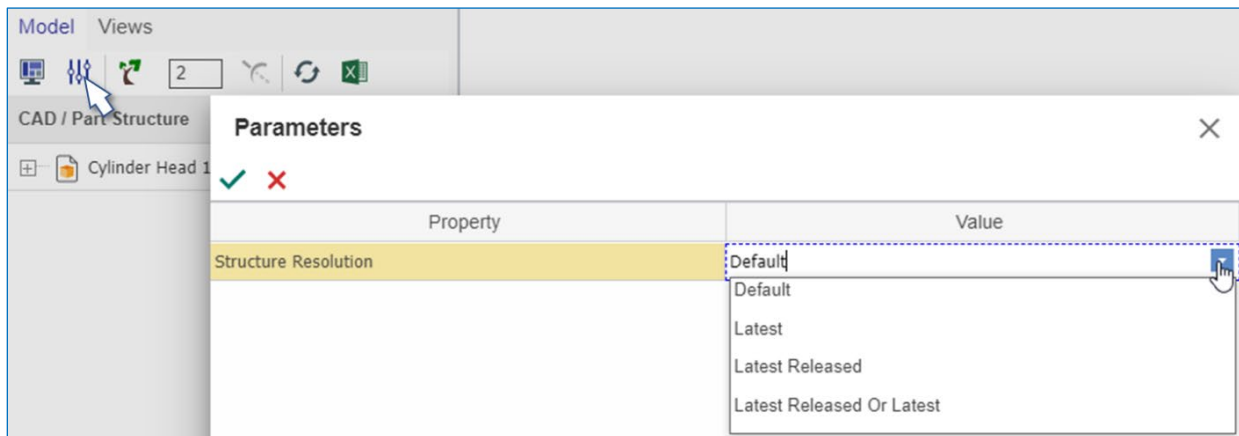 Model Views
2
CAD / Part Structure
Parameters
Cylinder Head 1
Property Value
Structure Resolution Default
Default
Latest
Latest Released
Latest Released Or Latest